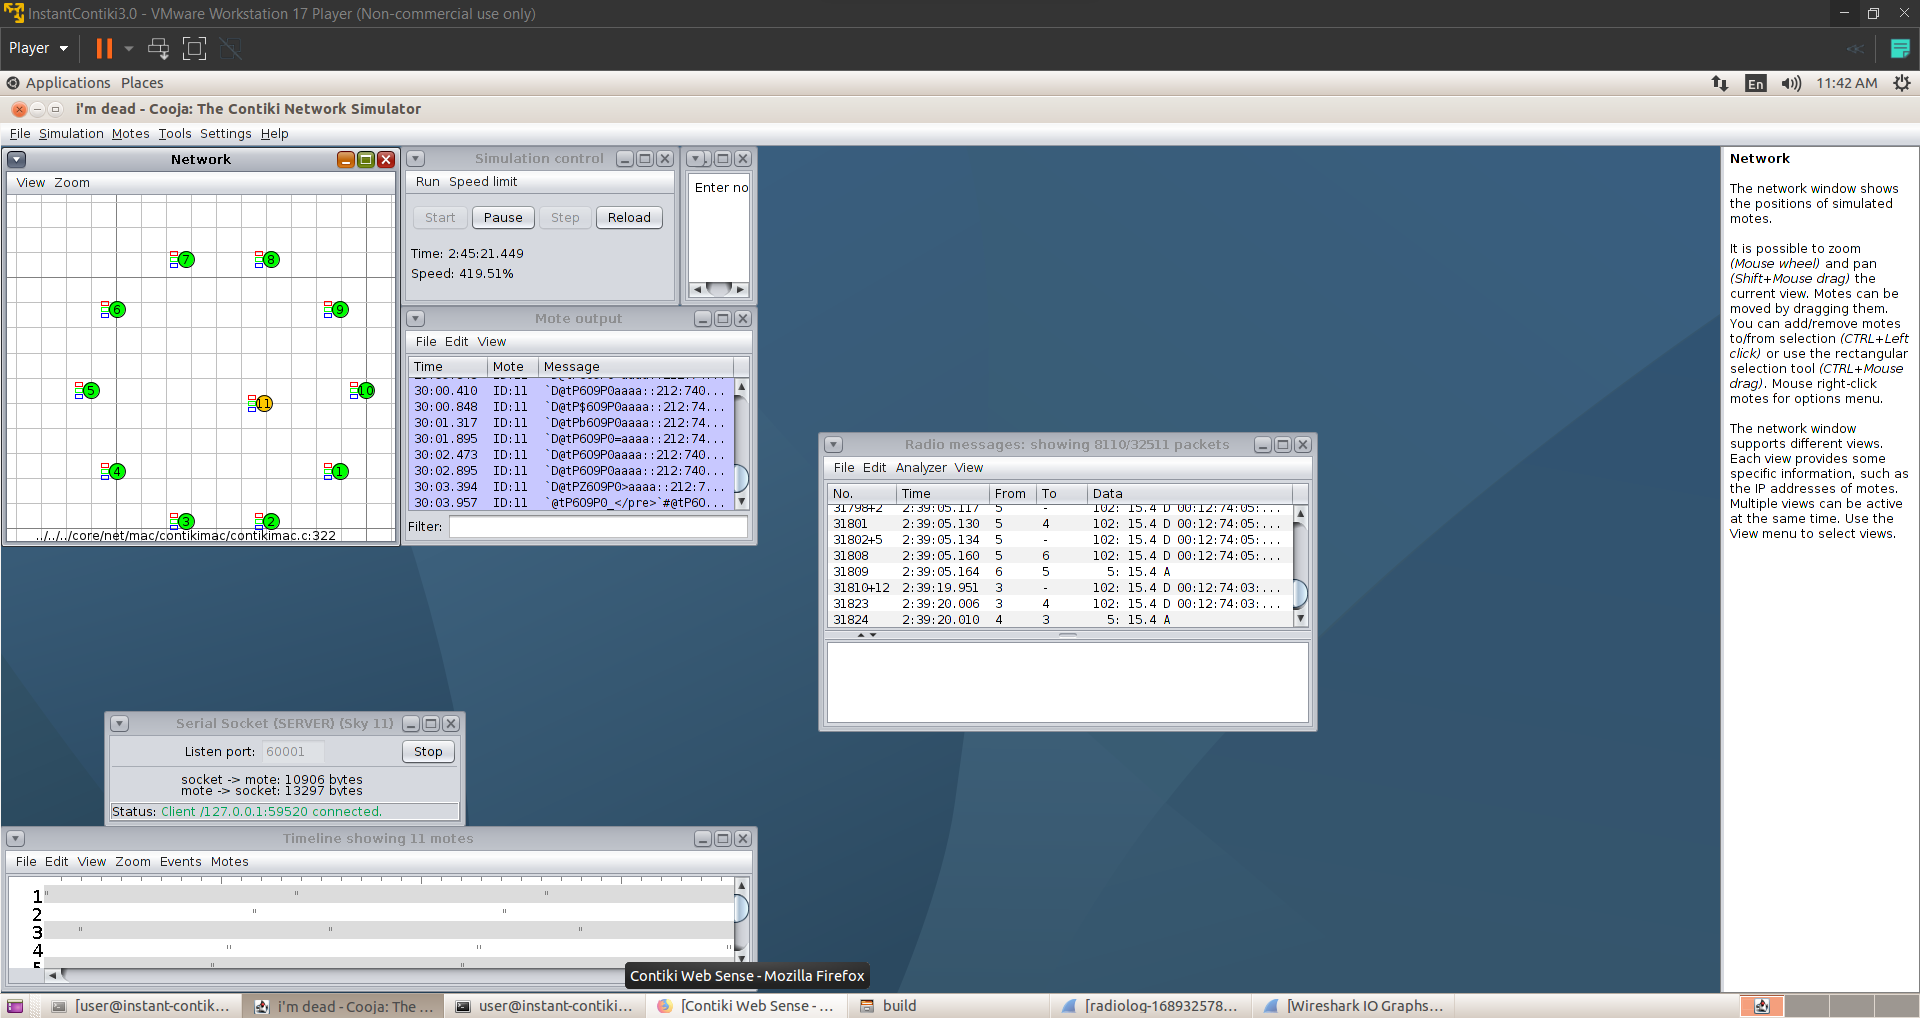 InstantContiki3.0 - VMware Workstation 17 Player (Non-commercial use only)
Player
Applications Places
En
11:42 AM
i'm dead - Cooja: The Contiki Network Simulator
File Simulation Motes Tools Settings Help
Network
View Zoom
7
8
6
9
5
10
11
4
1
3
2
../../../core/net/mac/contikimac/contikimac.c:322
Simulation control
Run Speed limit
Start Pause Step Reload
Time: 2:45:21.449
Speed: 419.51%
Enter no
Mote output
File Edit View
Time Mote Message
30:00.410 ID:11 `D@tP6O9P0aaaa::212:740...
30:00.848 ID:11 `D@tP$6O9P0aaaa::212:74...
30:01.317 ID:11 `D@tPb6O9P0aaaa::212:74...
30:01.895 ID:11 `D@tP6O9P0=aaaa::212:74...
30:02.473 ID:11 `D@tP6O9P0aaaa::212:740...
30:02.895 ID:11 `D@tP6O9P0aaaa::212:740...
30:03.394 ID:11 `D@tPZ6O9P0>aaaa::212:7...
30:03.957 ID:11 `@tP6O9P0_</pre>`#@tP6O...
Filter:
Radio messages: showing 8110/32511 packets
File Edit Analyzer View
No. Time From To Data
31798+2 2:39:05.117 5 - 102: 15.4 D 00:12:74:05:...
31801 2:39:05.130 5 4 102: 15.4 D 00:12:74:05:...
31802+5 2:39:05.134 5 - 102: 15.4 D 00:12:74:05:...
31808 2:39:05.160 5 6 102: 15.4 D 00:12:74:05:...
31809 2:39:05.164 6 5 5: 15.4 A
31810+12 2:39:19.951 3 - 102: 15.4 D 00:12:74:03:...
31823 2:39:20.006 3 4 102: 15.4 D 00:12:74:03:...
31824 2:39:20.010 4 3 5: 15.4 A
Serial Socket (SERVER) (Sky 11)
Listen port: 60001 Stop
socket -> mote: 10906 bytes
mote -> socket: 13297 bytes
Status: Client /127.0.0.1:59520 connected.
Timeline showing 11 motes
File Edit View Zoom Events Motes
1
2
3
4
Network
The network window shows
the positions of simulated
motes.
It is possible to zoom
(Mouse wheel) and pan
(Shift+Mouse drag) the
current view. Motes can be
moved by dragging them.
You can add/remove motes
to/from selection (CTRL+Left
click) or use the rectangular
selection tool (CTRL+Mouse
drag). Mouse right-click
motes for options menu.
The network window
supports different views.
Each view provides some
specific information, such as
the IP addresses of motes.
Multiple views can be active
at the same time. Use the
View menu to select views.
Contiki Web Sense - Mozilla Firefox
[user@instant-contik...
i'm dead - Cooja: The ...
user@instant-contiki...
[Contiki Web Sense - ...
build
[radiolog-168932578...
[Wireshark IO Graphs...